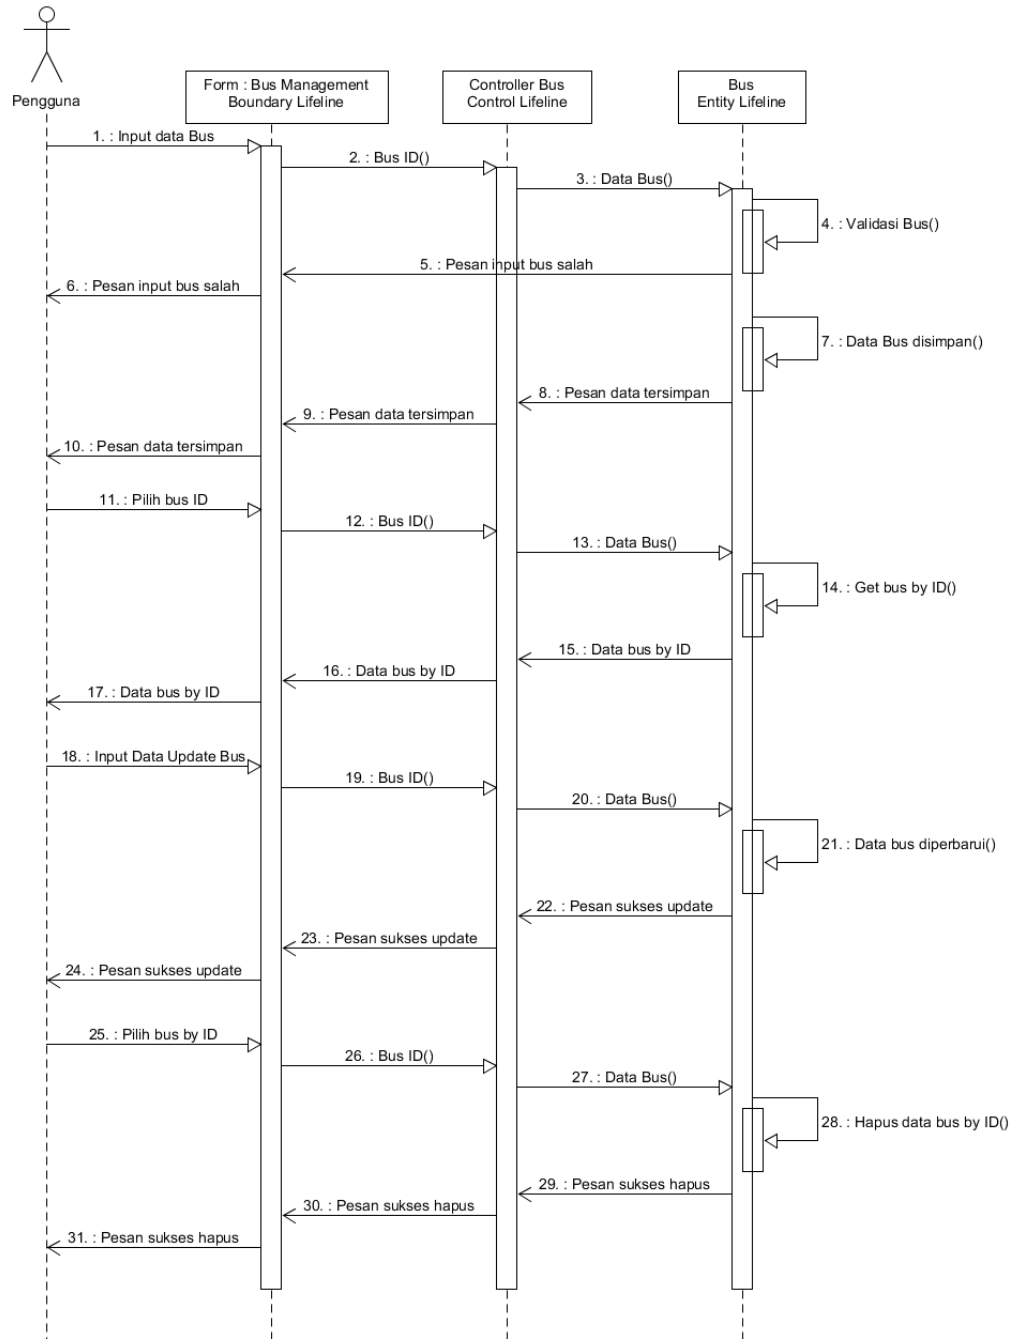 Pengguna
Form : Bus Management
Boundary Lifeline
Controller Bus
Control Lifeline
Bus
Entity Lifeline
1. : Input data Bus
2. : Bus ID()
3. : Data Bus()
4. : Validasi Bus()
5. : Pesan input bus salah
6. : Pesan input bus salah
7. : Data Bus disimpan()
8. : Pesan data tersimpan
9. : Pesan data tersimpan
10. : Pesan data tersimpan
11. : Pilih bus ID
12. : Bus ID()
13. : Data Bus()
14. : Get bus by ID()
15. : Data bus by ID
16. : Data bus by ID
17. : Data bus by ID
18. : Input Data Update Bus
19. : Bus ID()
20. : Data Bus()
21. : Data bus diperbarui()
22. : Pesan sukses update
23. : Pesan sukses update
24. : Pesan sukses update
25. : Pilih bus by ID
26. : Bus ID()
27. : Data Bus()
28. : Hapus data bus by ID()
29. : Pesan sukses hapus
30. : Pesan sukses hapus
31. : Pesan sukses hapus